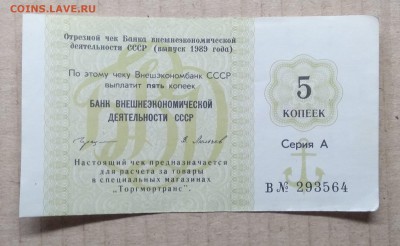 COINS.LAVE.RU
Отрезной чек Банка внешнеэкономической
деятельности СССР (выпуск 1989 года)
По этому чеку Внешэкономбанк СССР
выплатит пять копеек
БАНК ВНЕШНЕЭКОНОМИЧЕСКОЙ
ДЕЯТЕЛЬНОСТИ СССР
Настоящий чек предназначается
для расчета за товары
в специальных магазинах
"Торгмортранс".
5
КОПЕЕК
Серия А
В № 293564